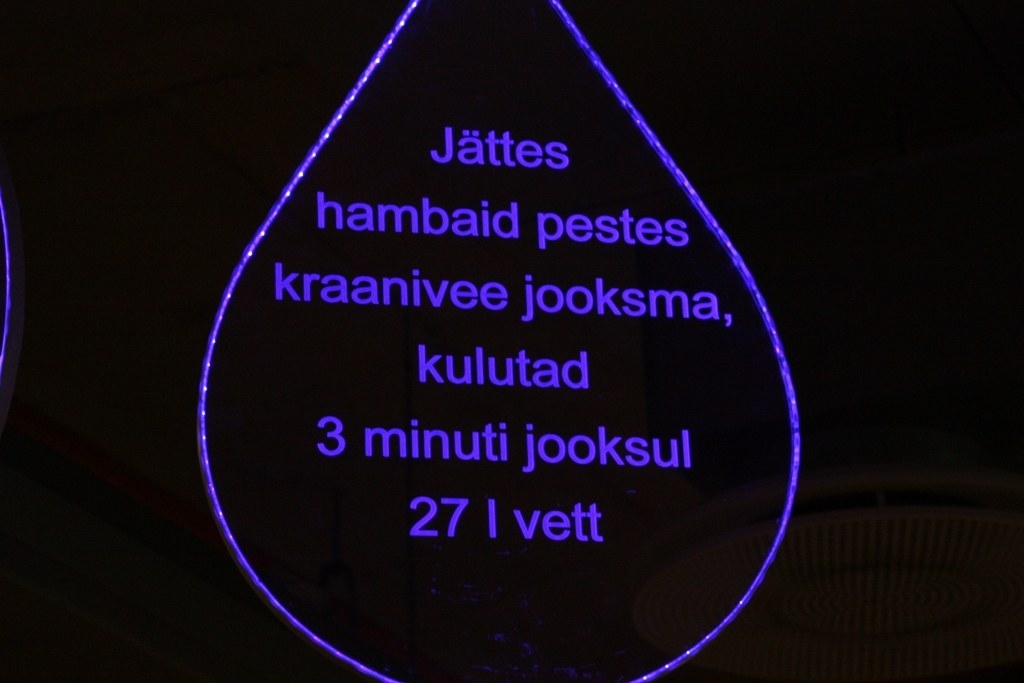 Jättes
hambaid pestes
kraanivee jooksma,
kulutad
3 minuti jooksul
27 l vett